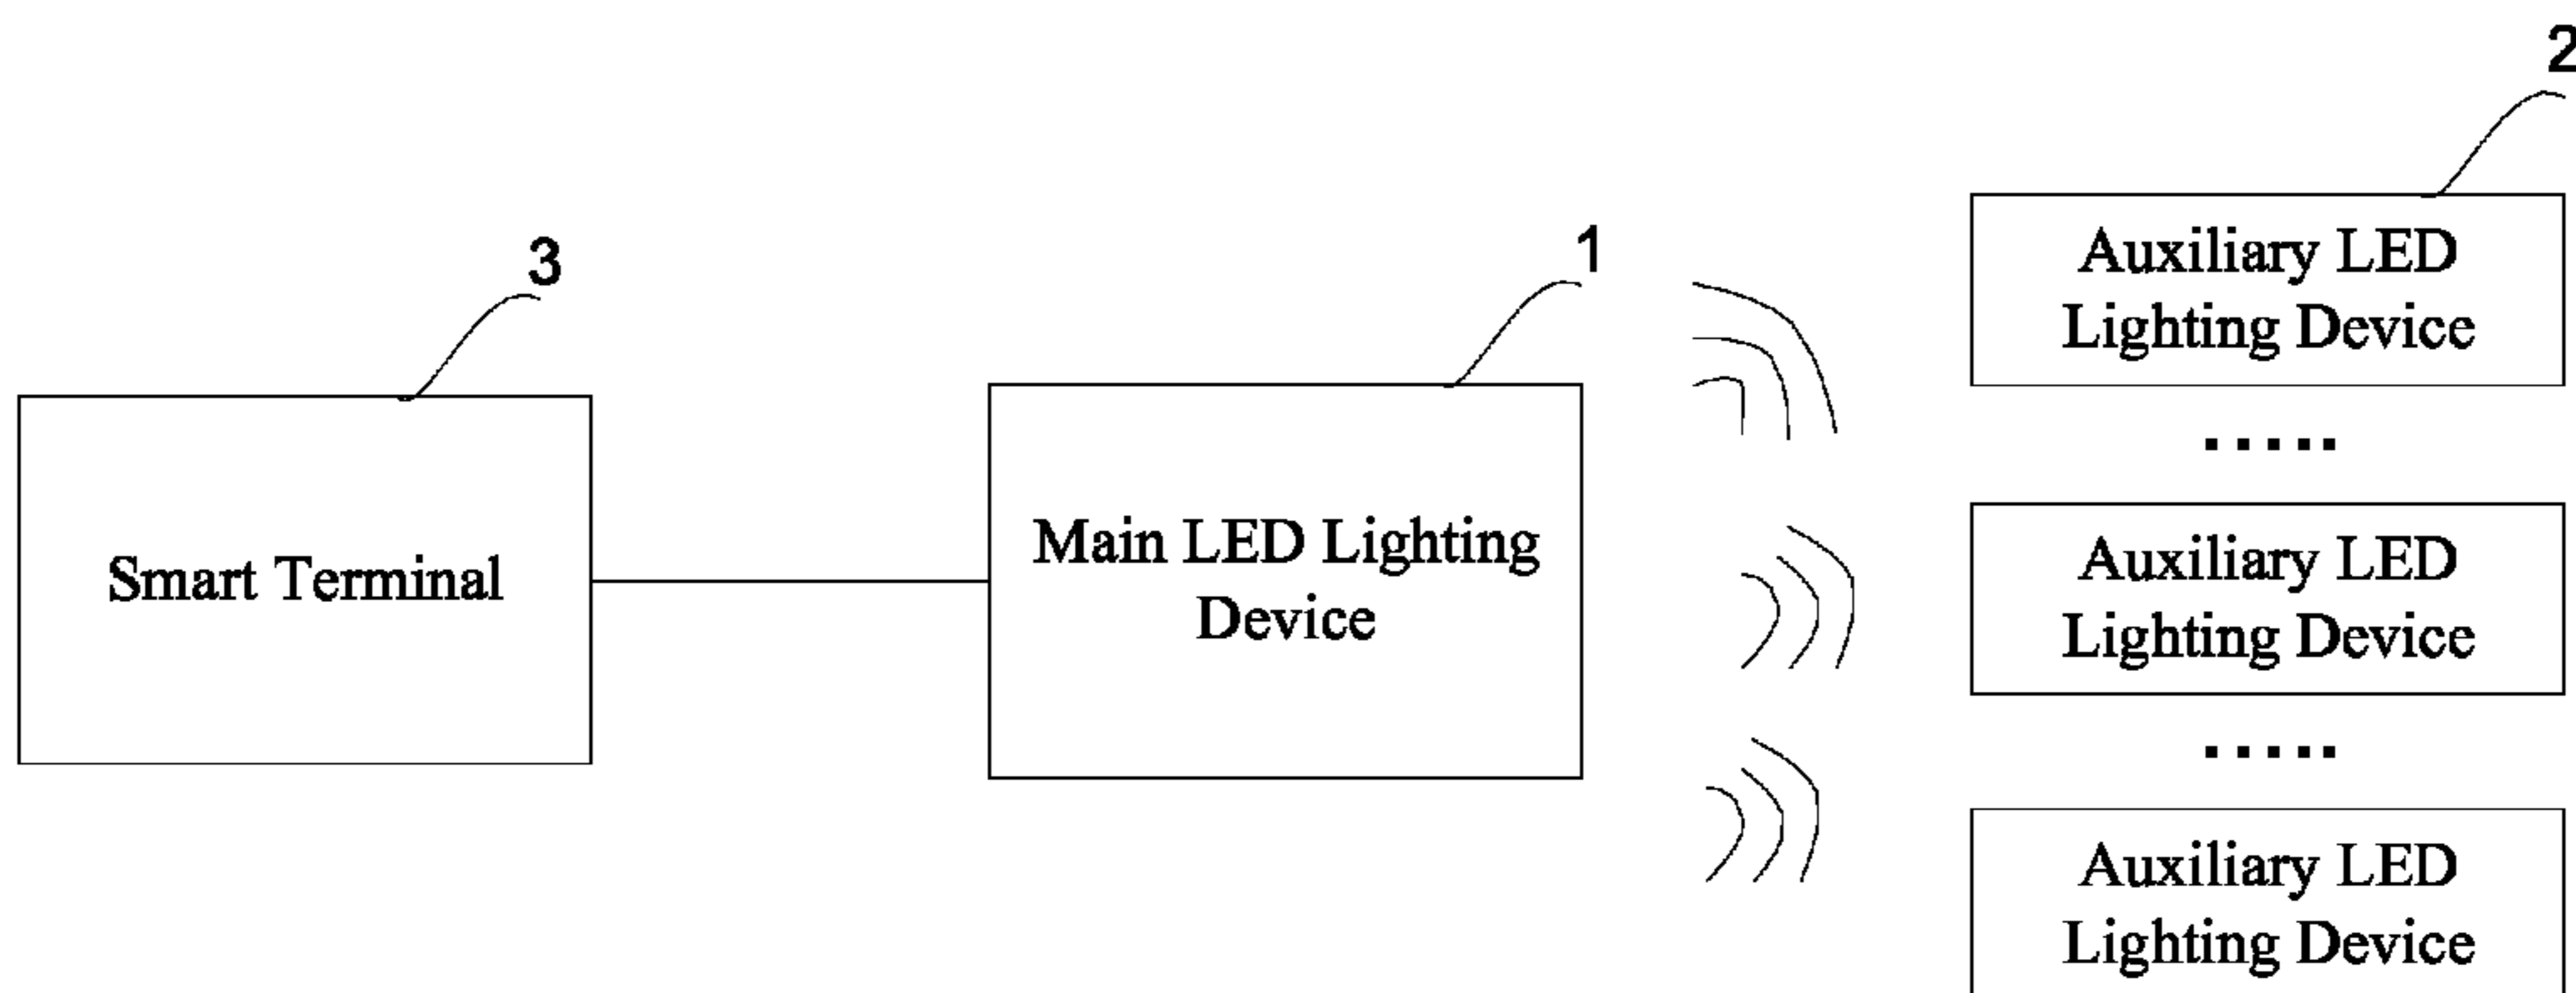 2
1
3
Auxiliary LED
Lighting Device
.....
Smart Terminal
Main LED Lighting
Device
Auxiliary LED
Lighting Device
.....
Auxiliary LED
Lighting Device